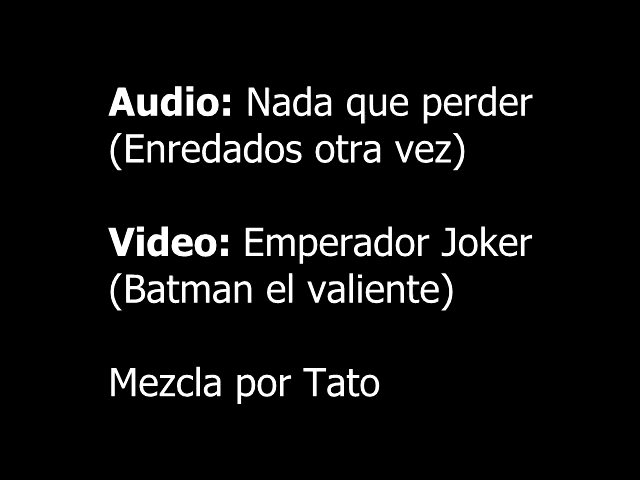 Audio: Nada que perder
(Enredados otra vez)
Video: Emperador Joker
(Batman el valiente)
Mezcla por Tato